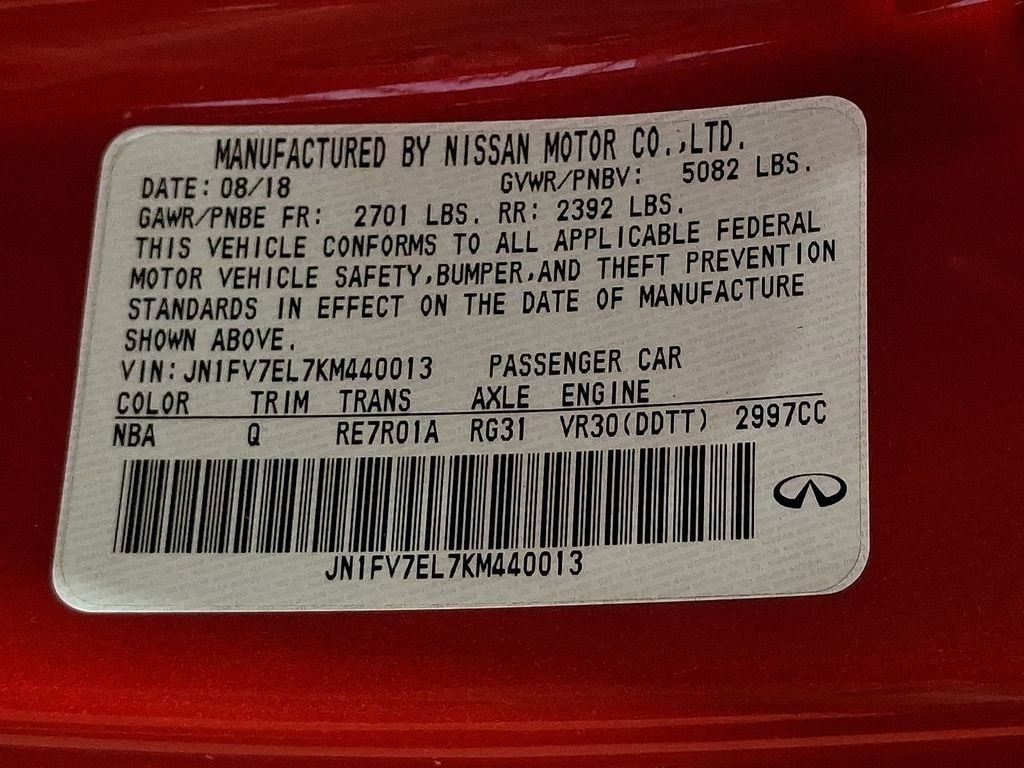 MANUFACTURED BY NISSAN MOTOR CO.,LTD.
DATE: 08/18 GVWR/PNBV: 5082 LBS.
GAWR/PNBE FR: 2701 LBS. RR: 2392 LBS.
THIS VEHICLE CONFORMS TO ALL APPLICABLE FEDERAL
MOTOR VEHICLE SAFETY,BUMPER,AND THEFT PREVENTION
STANDARDS IN EFFECT ON THE DATE OF MANUFACTURE
SHOWN ABOVE.
VIN: JN1FV7EL7KM440013 PASSENGER CAR
COLOR TRIM TRANS AXLE ENGINE
NBA Q RE7R01A RG31 VR30(DDTT) 2997CC
JN1FV7EL7KM440013